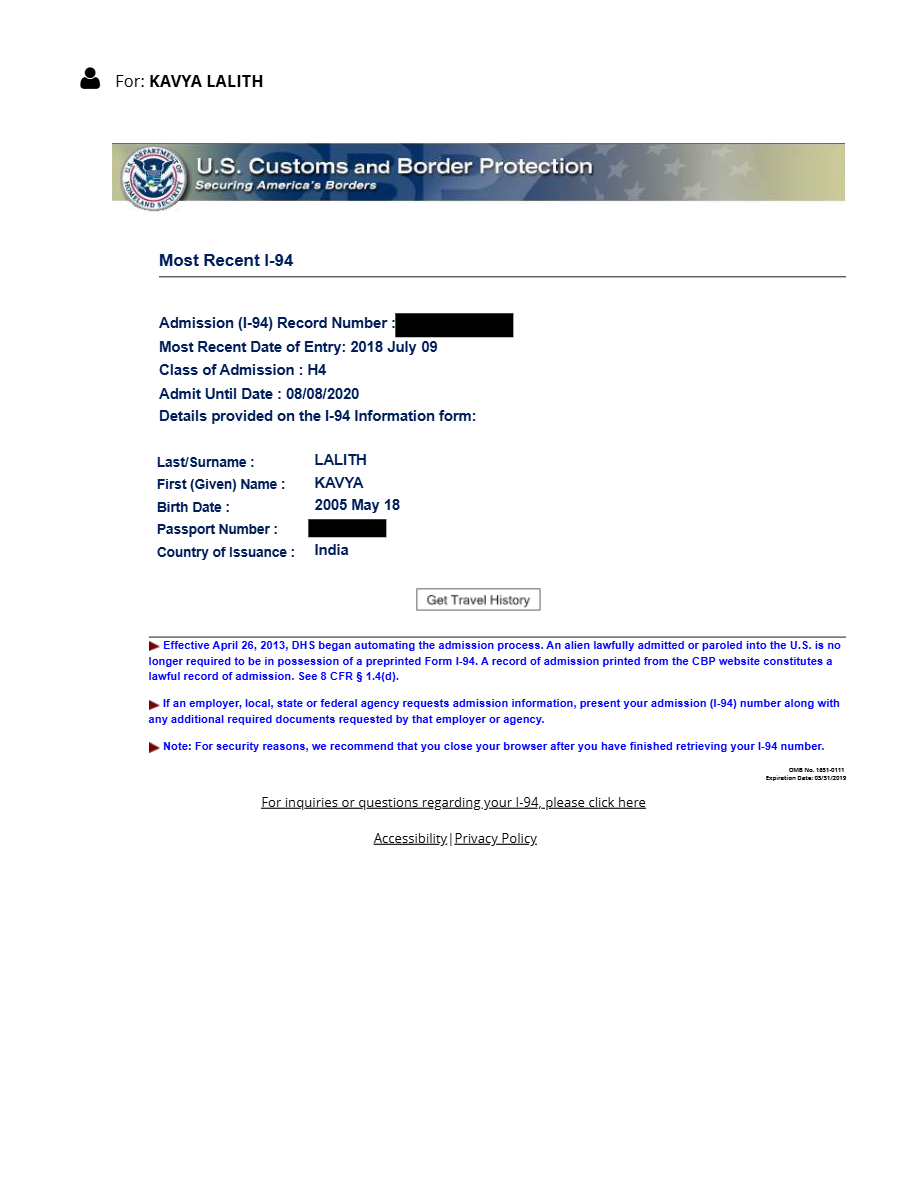 For: KAVYA LALITH
U.S. Customs and Border Protection
Securing America's Borders
Most Recent I-94
Admission (I-94) Record Number :
Most Recent Date of Entry: 2018 July 09
Class of Admission : H4
Admit Until Date : 08/08/2020
Details provided on the I-94 Information form:
Last/Surname : LALITH
First (Given) Name : KAVYA
Birth Date : 2005 May 18
Passport Number :
Country of Issuance : India
Get Travel History
Effective April 26, 2013, DHS began automating the admission process. An alien lawfully admitted or paroled into the U.S. is no
longer required to be in possession of a preprinted Form I-94. A record of admission printed from the CBP website constitutes a
lawful record of admission. See 8 CFR § 1.4(d).
If an employer, local, state or federal agency requests admission information, present your admission (I-94) number along with
any additional required documents requested by that employer or agency.
Note: For security reasons, we recommend that you close your browser after you have finished retrieving your I-94 number.
OMB No. 1651-0111
Expiration Date: 03/31/2019
For inquiries or questions regarding your I-94, please click here
Accessibility|Privacy Policy